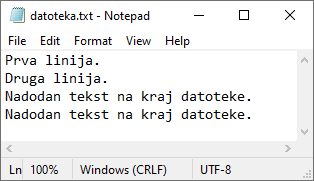 datoteka.txt - Notepad
File Edit Format View Help
Prva linija.
Druga linija.
Nadodan tekst na kraj datoteke.
Nadodan tekst na kraj datoteke.
Ln 100% Windows (CRLF) UTF-8